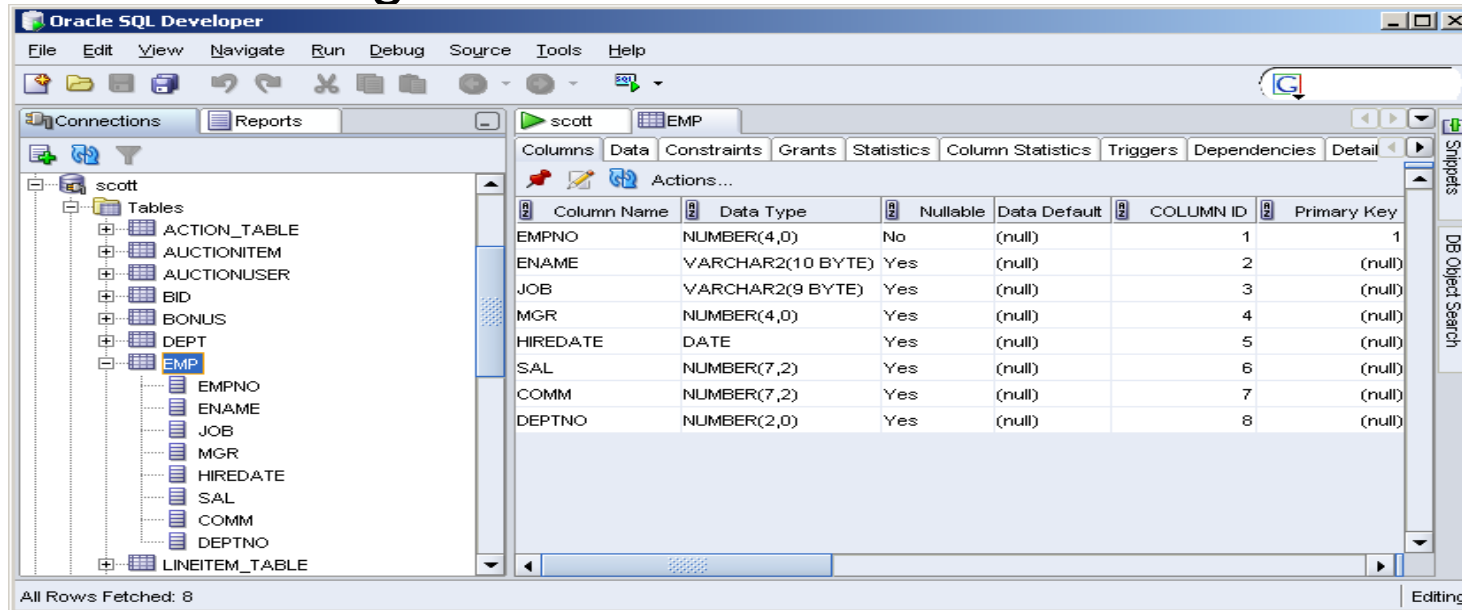 Oracle SQL Developer
File Edit View Navigate Run Debug Source Tools Help
Connections Reports
scott EMP
Columns Data Constraints Grants Statistics Column Statistics Triggers Dependencies Detail
Actions...
scott
Tables
ACTION_TABLE
AUCTIONITEM
AUCTIONUSER
BID
BONUS
DEPT
EMP
EMPNO
ENAME
JOB
MGR
HIREDATE
SAL
COMM
DEPTNO
LINEITEM_TABLE
Column Name Data Type Nullable Data Default COLUMN ID Primary Key
EMPNO NUMBER(4,0) No (null) 1 1
ENAME VARCHAR2(10 BYTE) Yes (null) 2 (null)
JOB VARCHAR2(9 BYTE) Yes (null) 3 (null)
MGR NUMBER(4,0) Yes (null) 4 (null)
HIREDATE DATE Yes (null) 5 (null)
SAL NUMBER(7,2) Yes (null) 6 (null)
COMM NUMBER(7,2) Yes (null) 7 (null)
DEPTNO NUMBER(2,0) Yes (null) 8 (null)
Snippets
DB Object Search
All Rows Fetched: 8
Editing